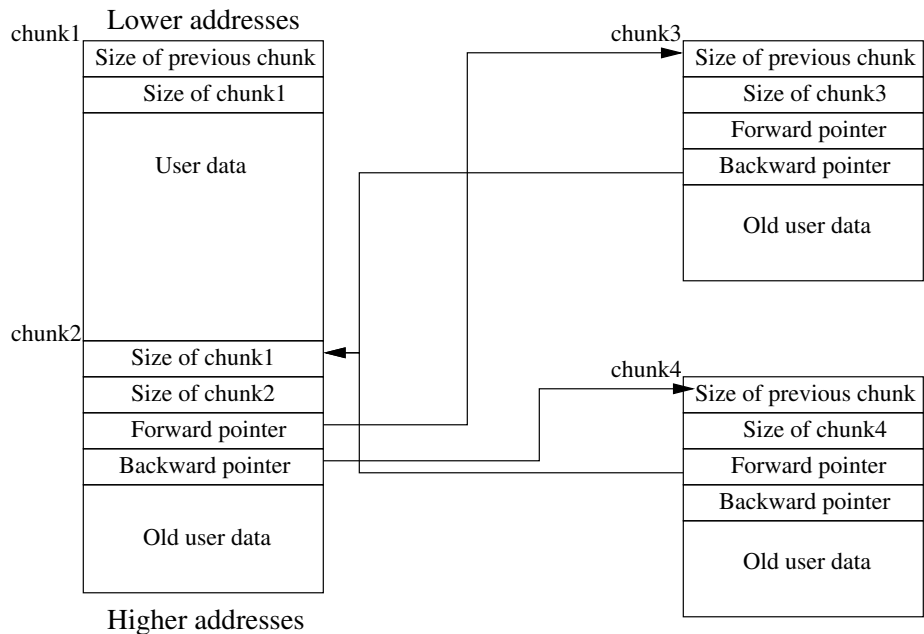 Lower addresses
chunk1
Size of previous chunk
Size of chunk1
User data
chunk2
Size of chunk1
Size of chunk2
Forward pointer
Backward pointer
Old user data
Higher addresses
chunk3
Size of previous chunk
Size of chunk3
Forward pointer
Backward pointer
Old user data
chunk4
Size of previous chunk
Size of chunk4
Forward pointer
Backward pointer
Old user data